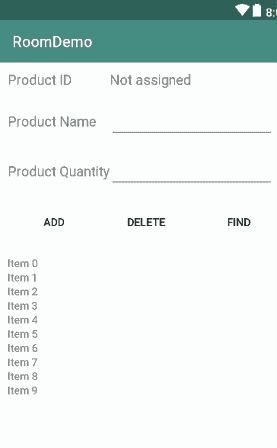 8:
RoomDemo
Product ID Not assigned
Product Name
Product Quantity
ADD DELETE FIND
Item 0
Item 1
Item 2
Item 3
Item 4
Item 5
Item 6
Item 7
Item 8
Item 9